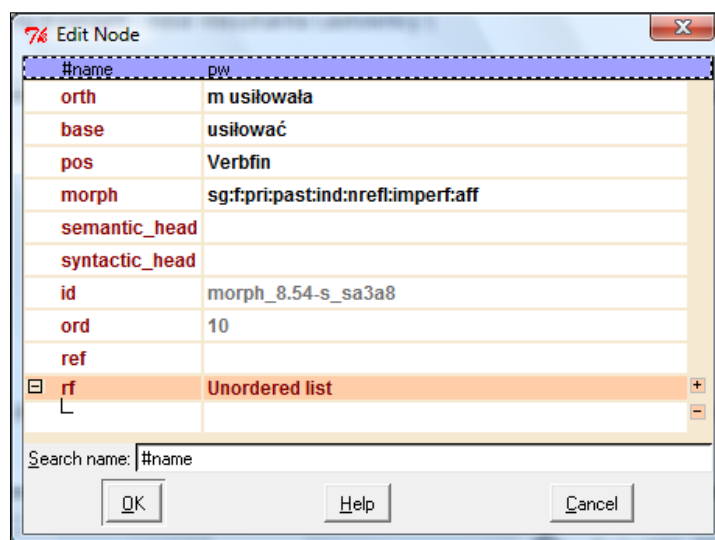 Edit Node
#name pw
orth m usiłowała
base usiłować
pos Verbfin
morph sg:f:pri:past:ind:nrefl:imperf:aff
semantic_head
syntactic_head
id morph_8.54-s_sa3a8
ord 10
ref
rf Unordered list
Search name: #name
OK Help Cancel